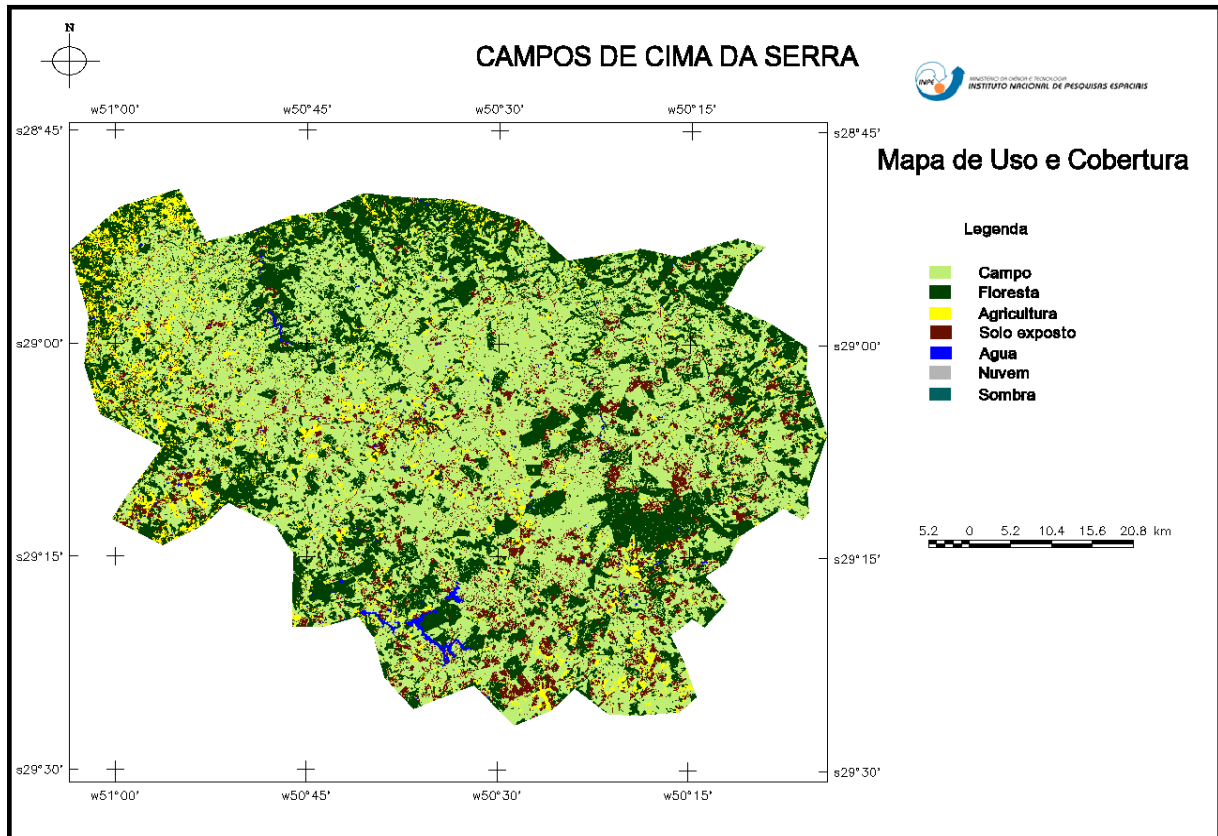 N
CAMPOS DE CIMA DA SERRA
INPE
MINISTÉRIO DA CIÊNCIA E TECNOLOGIA
INSTITUTO NACIONAL DE PESQUISAS ESPACIAIS
w51°00' w50°45' w50°30' w50°15'
s28°45' s28°45'
Mapa de Uso e Cobertura
Legenda
Campo
Floresta
Agricultura
Solo exposto
Agua
Nuvem
Sombra
s29°00' s29°00'
5.2 0 5.2 10.4 15.6 20.8 km
s29°15' s29°15'
s29°30' s29°30'
w51°00' w50°45' w50°30' w50°15'